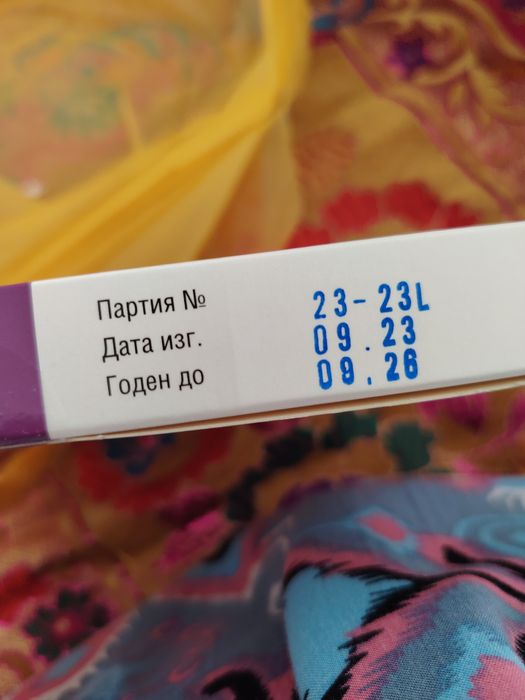 Партия № 23-23L
Дата изг. 09.23
Годен до 09.26